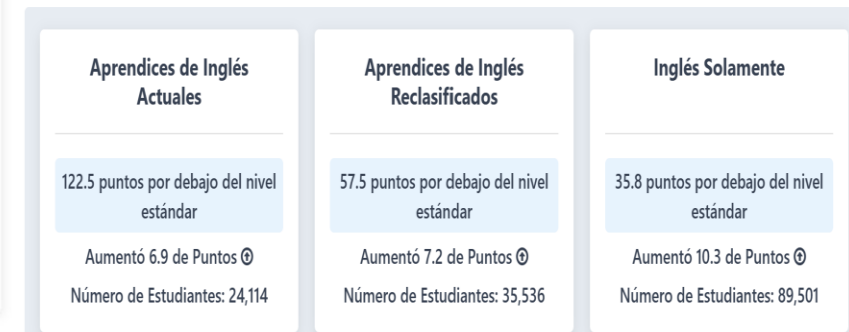 Aprendices de Inglés
Actuales
122.5 puntos por debajo del nivel
estándar
Aumentó 6.9 de Puntos
Número de Estudiantes: 24,114
Aprendices de Inglés
Reclasificados
57.5 puntos por debajo del nivel
estándar
Aumentó 7.2 de Puntos
Número de Estudiantes: 35,536
Inglés Solamente
35.8 puntos por debajo del nivel
estándar
Aumentó 10.3 de Puntos
Número de Estudiantes: 89,501